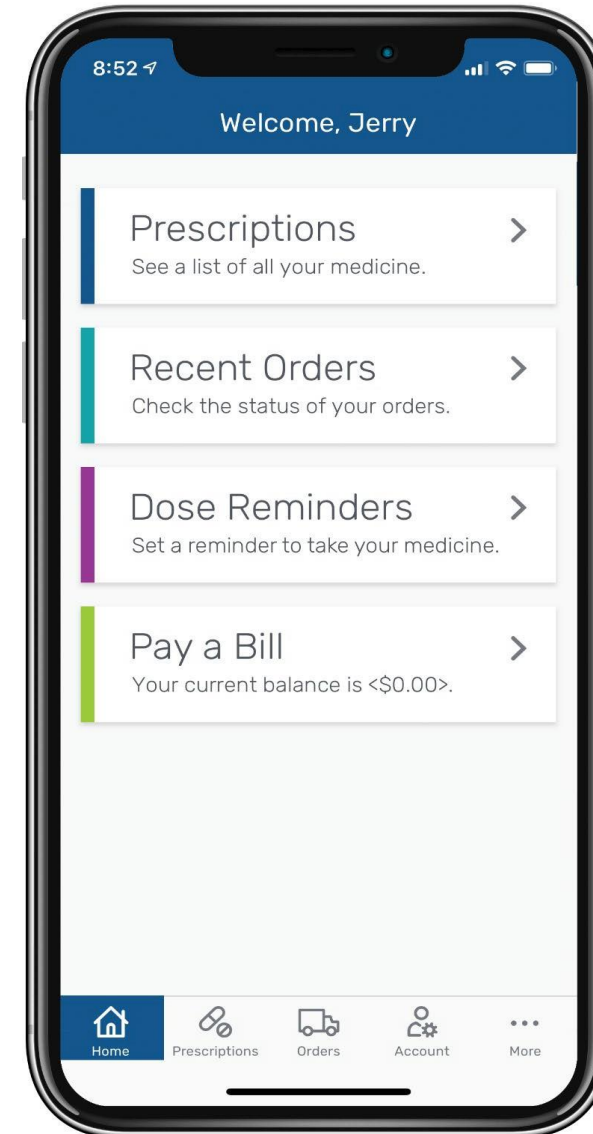 8:52
Welcome, Jerry
Prescriptions
See a list of all your medicine.
Recent Orders
Check the status of your orders.
Dose Reminders
Set a reminder to take your medicine.
Pay a Bill
Your current balance is <$0.00>.
Home Prescriptions Orders Account More